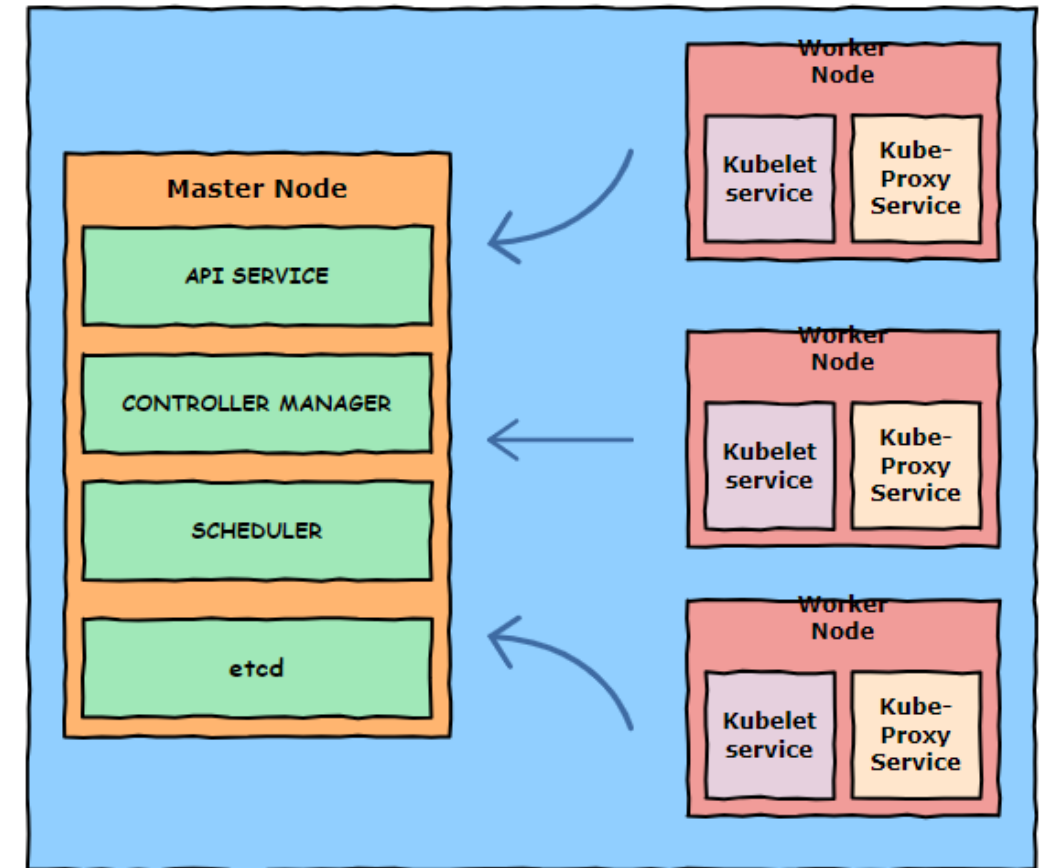 Master Node
API SERVICE
CONTROLLER MANAGER
SCHEDULER
etcd
Worker
Node
Kubelet
service
Kube-
Proxy
Service
Worker
Node
Kubelet
service
Kube-
Proxy
Service
Worker
Node
Kubelet
service
Kube-
Proxy
Service